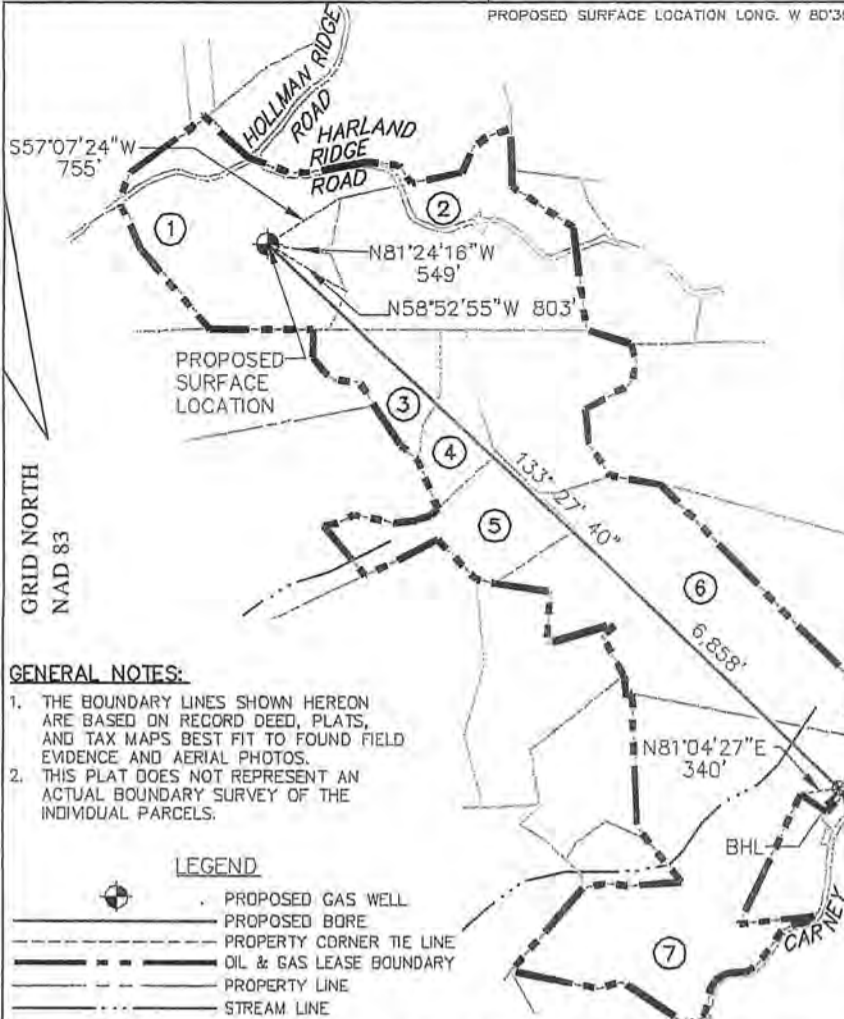 PROPOSED SURFACE LOCATION LONG. W 80°38
HOLLMAN RIDGE
ROAD
HARLAND
RIDGE
ROAD
S57°07'24"W
755'
1
2
N81°24'16"W
549'
N58°52'55"W 803'
PROPOSED
SURFACE
LOCATION
3
4
133° 27' 40"
5
GRID NORTH
NAD 83
6
6,858'
GENERAL NOTES:
1. THE BOUNDARY LINES SHOWN HEREON
ARE BASED ON RECORD DEED, PLATS,
AND TAX MAPS BEST FIT TO FOUND FIELD
EVIDENCE AND AERIAL PHOTOS.
2. THIS PLAT DOES NOT REPRESENT AN
ACTUAL BOUNDARY SURVEY OF THE
INDIVIDUAL PARCELS.
N81°04'27"E
340'
BHL
CARNEY
7
LEGEND
PROPOSED GAS WELL
PROPOSED BORE
PROPERTY CORNER TIE LINE
OIL & GAS LEASE BOUNDARY
PROPERTY LINE
STREAM LINE